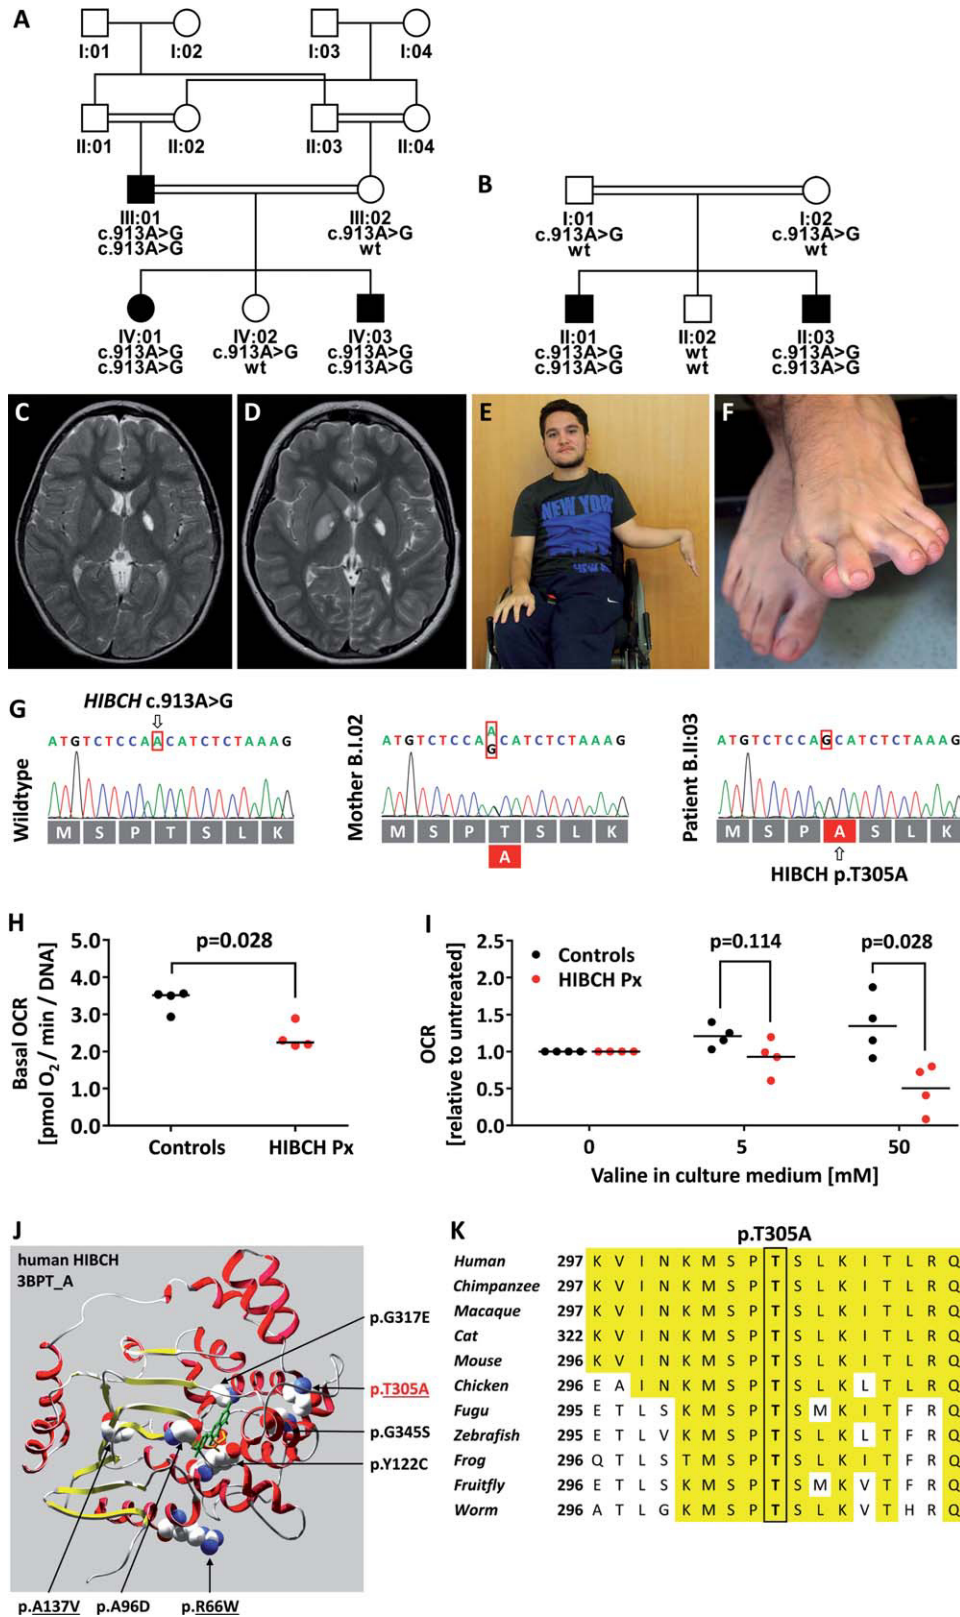 A
I:01 I:02 I:03 I:04
II:01 II:02 II:03 II:04
III:01 III:02
c.913A>G c.913A>G
c.913A>G wt
IV:01 IV:02 IV:03
c.913A>G c.913A>G c.913A>G
c.913A>G wt c.913A>G
B
I:01 I:02
c.913A>G c.913A>G
wt wt
II:01 II:02 II:03
c.913A>G wt c.913A>G
c.913A>G wt c.913A>G
C D E F
NEW YORK
G
HIBCH c.913A>G
Wildtype
ATGTCTCCAACATCTCTAAAG
M S P T S L K
Mother B.I.02
A
ATGTCTCCA CATCTCTAAAG
G
M S P T S L K
A
Patient B.II:03
ATGTCTCCAGCATCTCTAAAG
M S P A S L K
HIBCH p.T305A
H
Basal OCR
[pmol O₂ / min / DNA]
5.0
4.0
3.0
2.0
1.0
0.0
p=0.028
Controls HIBCH Px
I
OCR
[relative to untreated]
2.5
2.0
1.5
1.0
0.5
0.0
Controls
HIBCH Px
p=0.114
p=0.028
0 5 50
Valine in culture medium [mM]
J
human HIBCH
3BPT_A
p.G317E
p.T305A
p.G345S
p.Y122C
p.A137V p.A96D p.R66W
K
p.T305A
Human 297 K V I N K M S P T S L K I T L R Q
Chimpanzee 297 K V I N K M S P T S L K I T L R Q
Macaque 297 K V I N K M S P T S L K I T L R Q
Cat 322 K V I N K M S P T S L K I T L R Q
Mouse 296 K V I N K M S P T S L K I T L R Q
Chicken 296 E A I N K M S P T S L K L T L R Q
Fugu 295 E T L S K M S P T S M K I T F R Q
Zebrafish 295 E T L V K M S P T S L K L T F R Q
Frog 296 Q T L S T M S P T S L K I T F R Q
Fruitfly 296 E T L S K M S P T S M K V T F R Q
Worm 296 A T L G K M S P T S L K V T H R Q